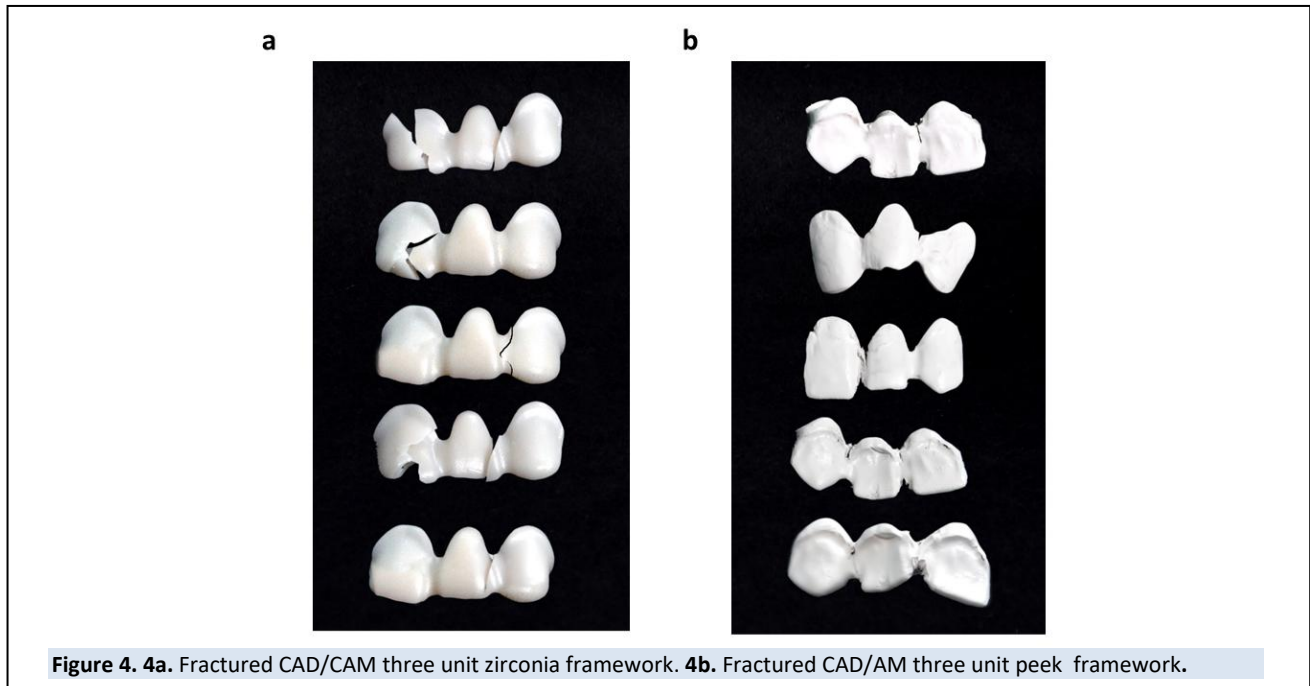 a b
Figure 4. 4a. Fractured CAD/CAM three unit zirconia framework. 4b. Fractured CAD/AM three unit peek framework.